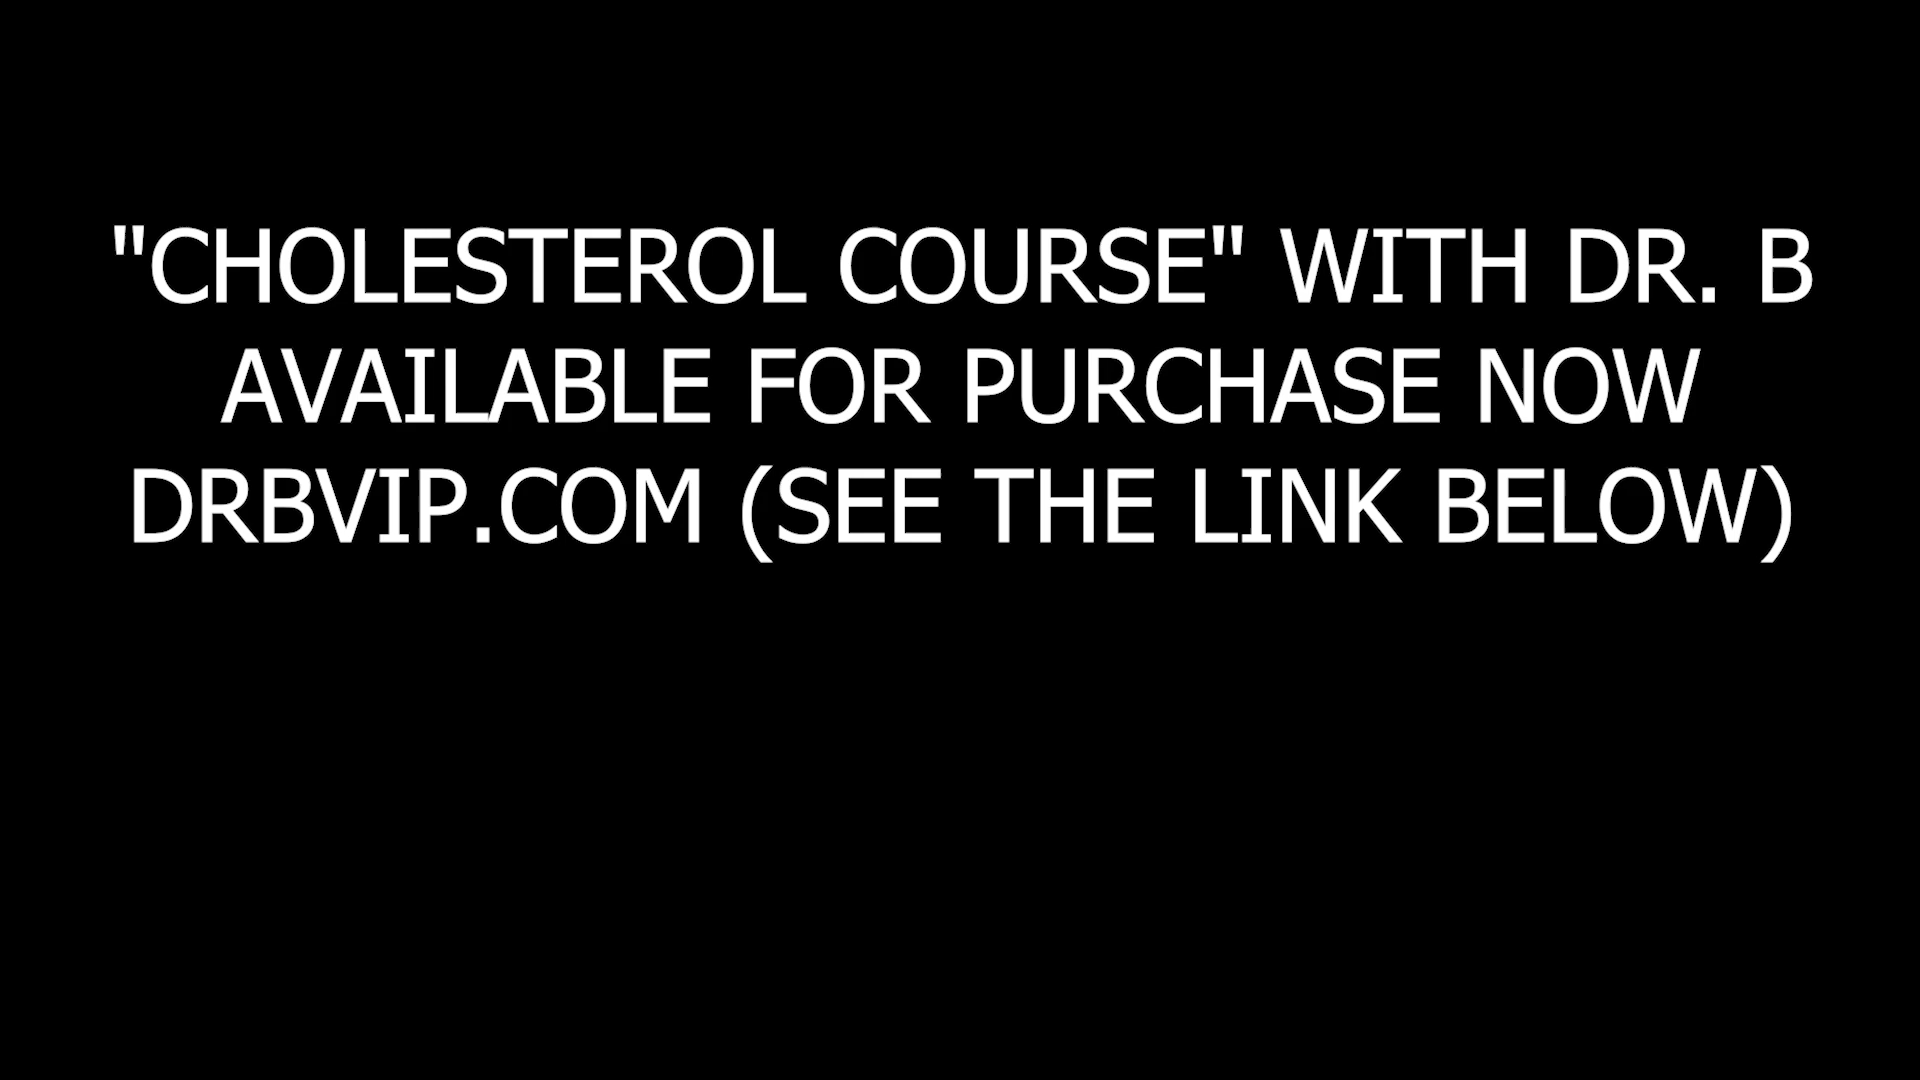 "CHOLESTEROL COURSE" WITH DR. B
AVAILABLE FOR PURCHASE NOW
DRBVIP.COM (SEE THE LINK BELOW)